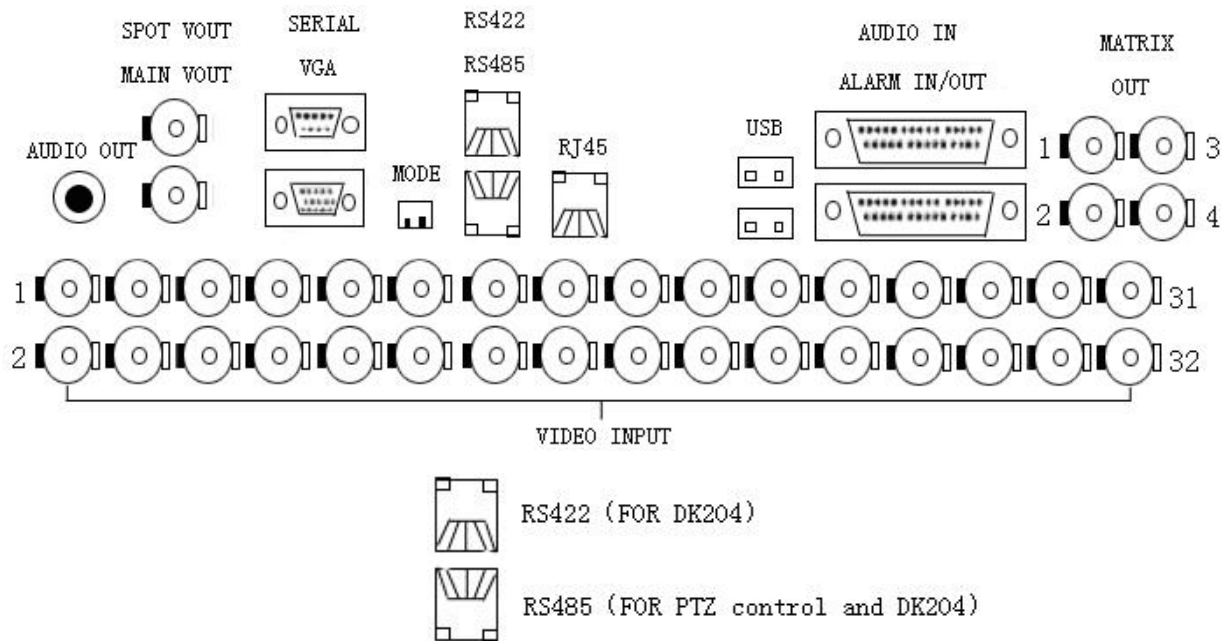 SPOT VOUT
MAIN VOUT
SERIAL
VGA
RS422
RS485
AUDIO IN
ALARM IN/OUT
MATRIX
OUT
AUDIO OUT
MODE
RJ45
USB
1
3
2
4
1
31
2
32
VIDEO INPUT
RS422 (FOR DK204)
RS485 (FOR PTZ control and DK204)